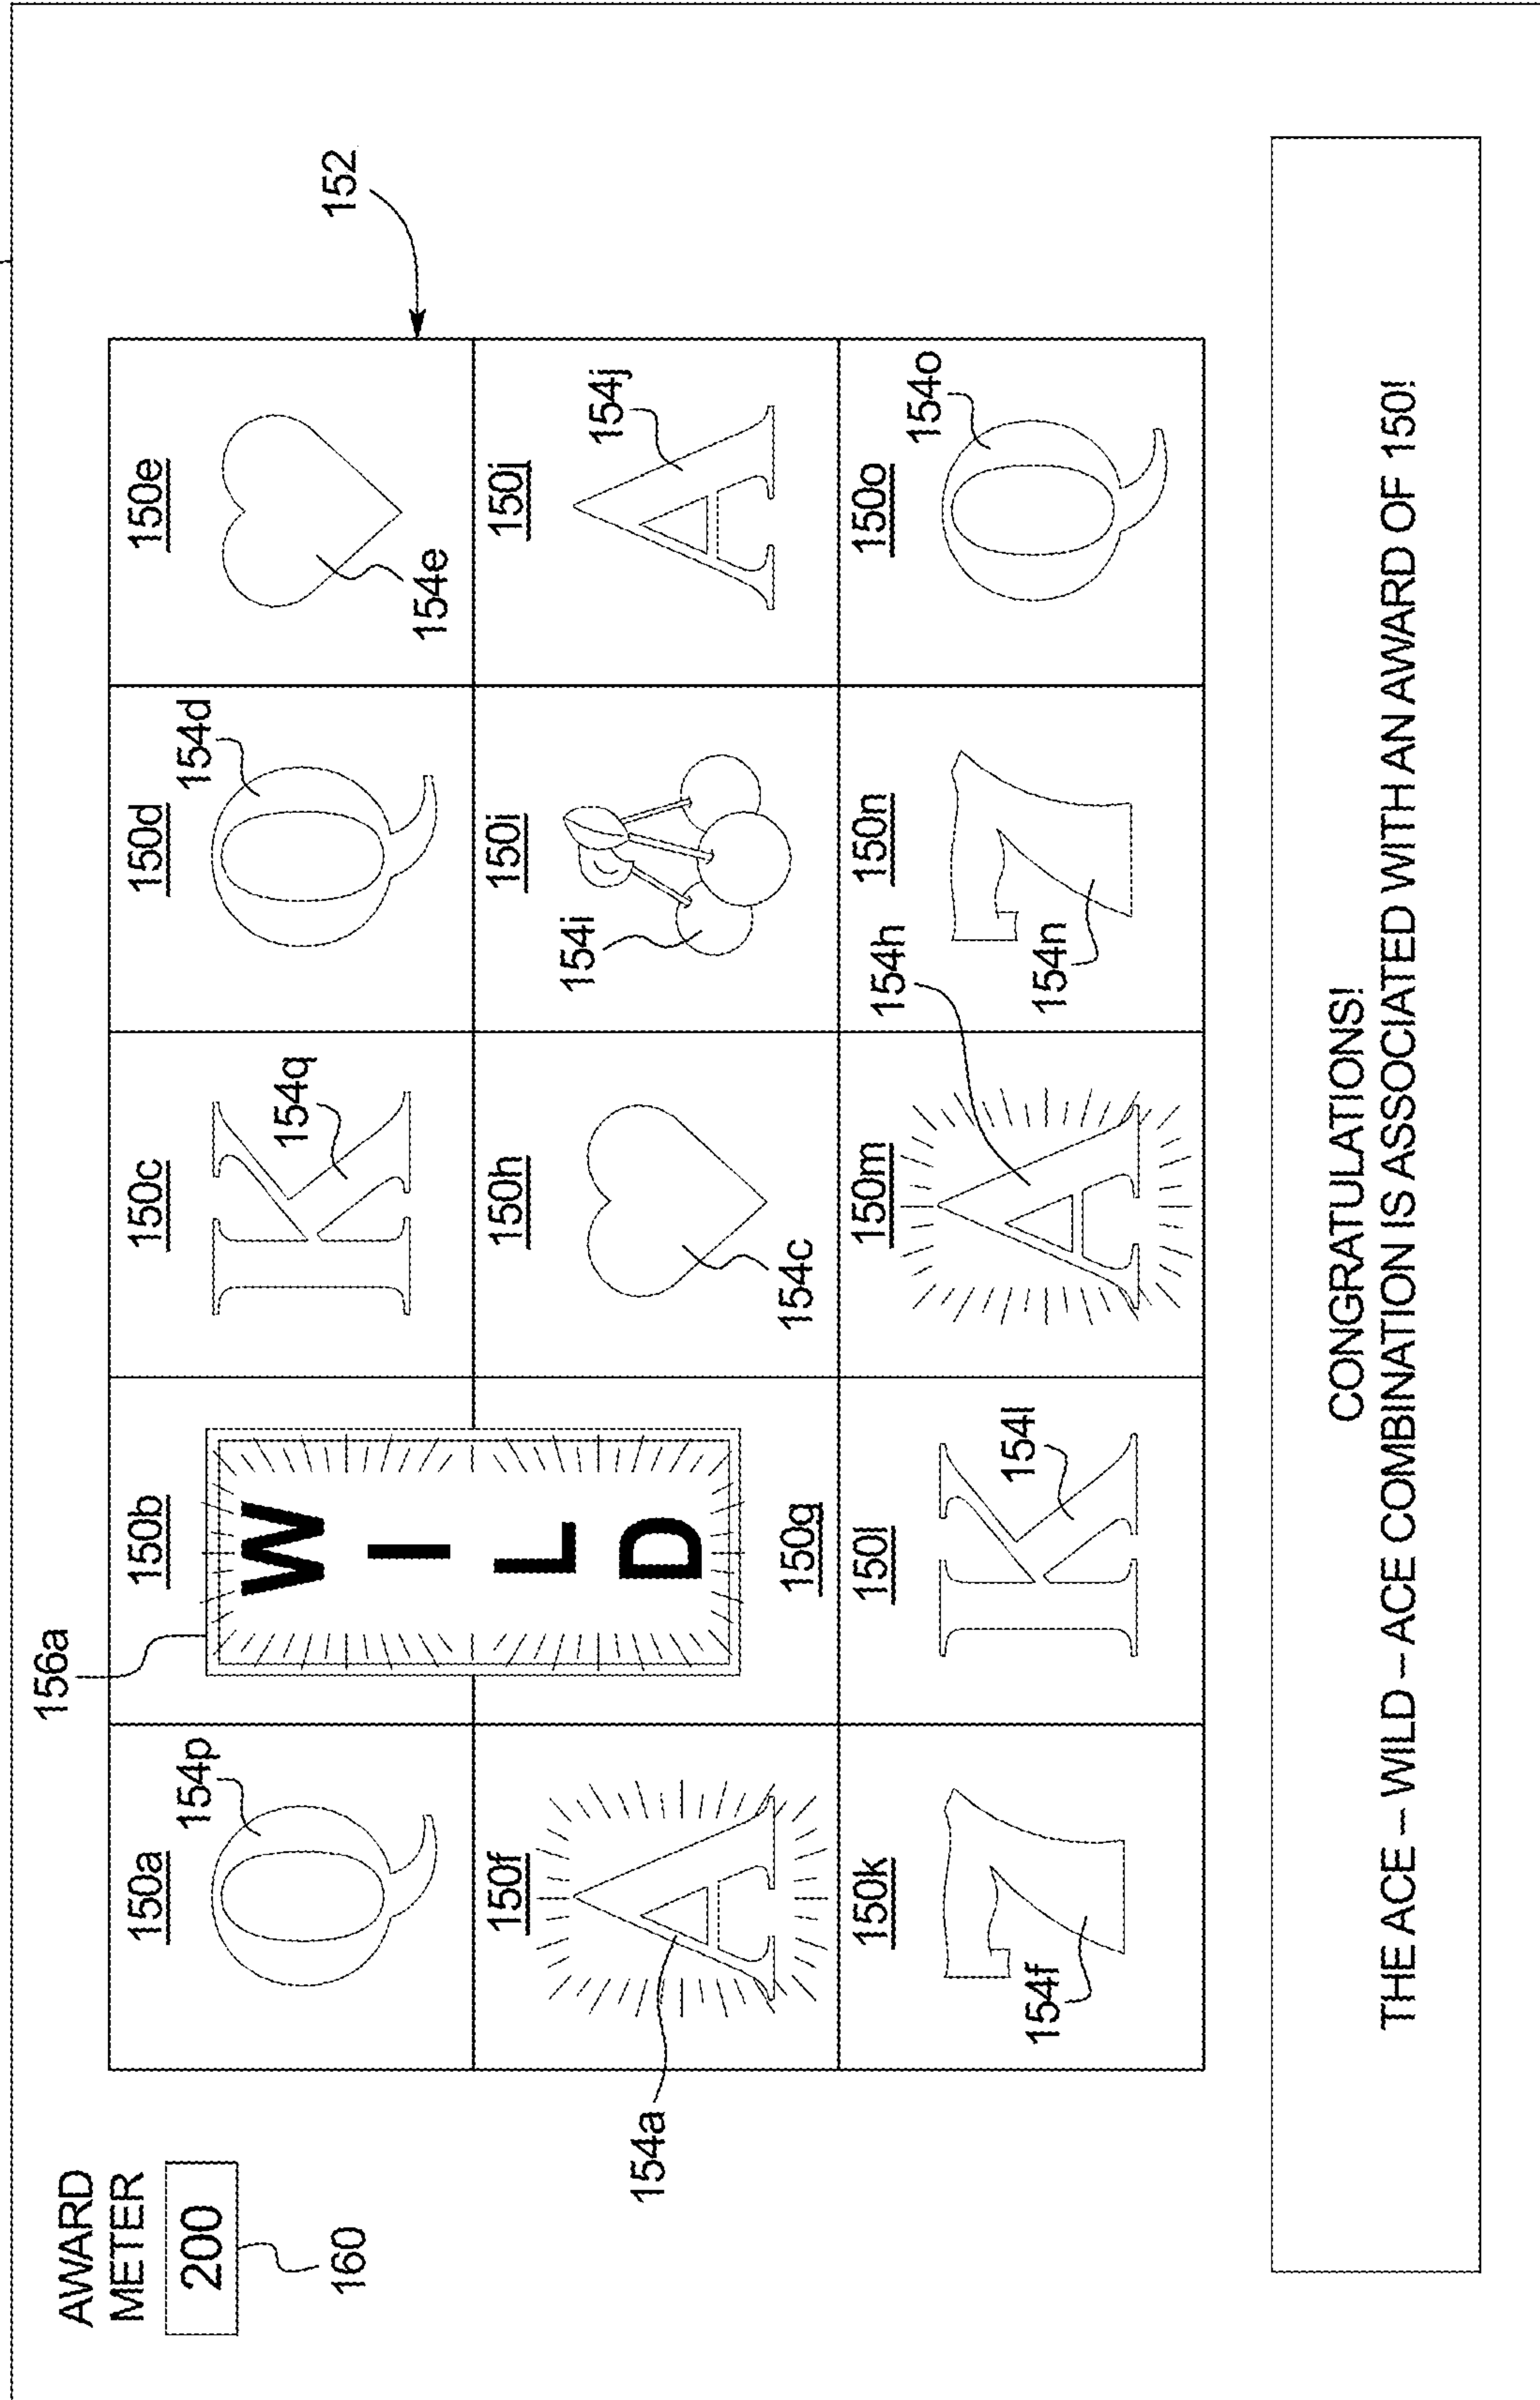 AWARD
METER
200
160
156a
152
150a
154p
150b
150c
154q
150d
154d
150e
154e
150f
154a
W
I
L
D
150g
150h
154c
150i
154i
150j
A
154j
150k
7
154f
150l
K
154l
150m
A
154h
150n
7
154n
150o
Q
154o
Q
K
Q
A
CONGRATULATIONS!
THE ACE – WILD – ACE COMBINATION IS ASSOCIATED WITH AN AWARD OF 150!